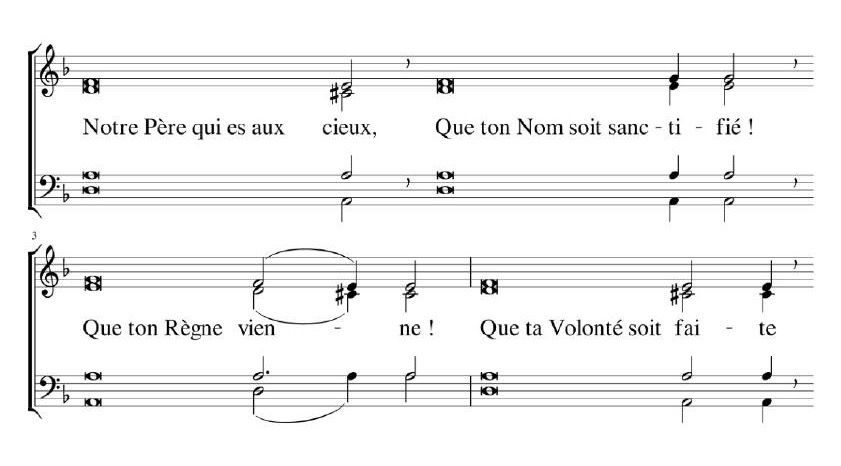 Notre Père qui es aux cieux, Que ton Nom soit sanc - ti - fié !
3
Que ton Règne vien - ne ! Que ta Volonté soit fai - te